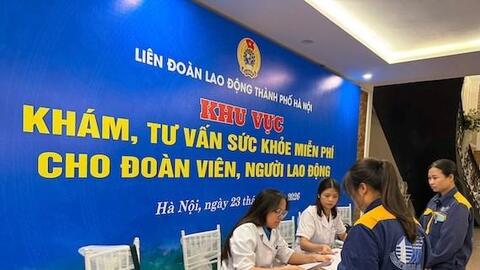 LIÊN ĐOÀN LAO ĐỘNG THÀNH PHỐ HÀ NỘI
KHU VỰC
KHÁM, TƯ VẤN SỨC KHỎE MIỄN PHÍ
CHO ĐOÀN VIÊN, NGƯỜI LAO ĐỘNG
Hà Nội, ngày 23 2026